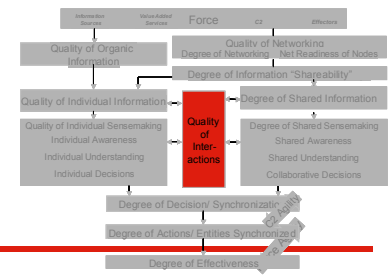 Information Sources
Value Added Services
Force
C2
Effectors
Quality of Organic
Information
Quality of Networking
Degree of Networking Net Readiness of Nodes
Degree of Information "Shareability"
Quality of Individual Information
Degree of Shared Information
Quality
of
Inter-
actions
Quality of Individual Sensemaking
Individual Awareness
Individual Understanding
Individual Decisions
Degree of Shared Sensemaking
Shared Awareness
Shared Understanding
Collaborative Decisions
Degree of Decision/ Synchronization
C2 Agility
Degree of Actions/ Entities Synchronized
Degree of Effectiveness